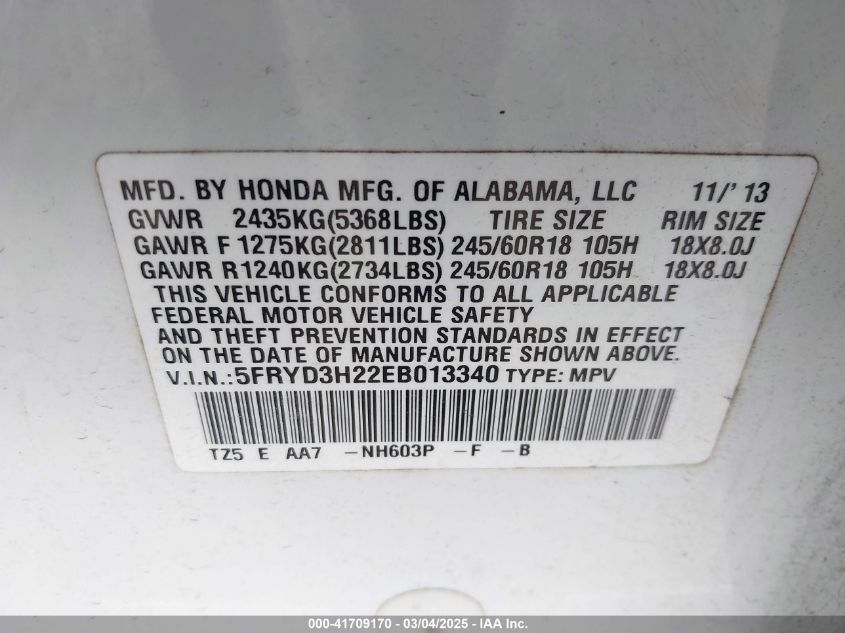 MFD. BY HONDA MFG. OF ALABAMA, LLC 11/' 13
GVWR 2435KG(5368LBS) TIRE SIZE RIM SIZE
GAWR F 1275KG(2811LBS) 245/60R18 105H 18X8.0J
GAWR R1240KG(2734LBS) 245/60R18 105H 18X8.0J
THIS VEHICLE CONFORMS TO ALL APPLICABLE
FEDERAL MOTOR VEHICLE SAFETY
AND THEFT PREVENTION STANDARDS IN EFFECT
ON THE DATE OF MANUFACTURE SHOWN ABOVE.
V.I.N.:5FRYD3H22EB013340 TYPE: MPV
TZ5 E AA7 -NH603P -F -B
000-41709170 - 03/04/2025 - IAA Inc.